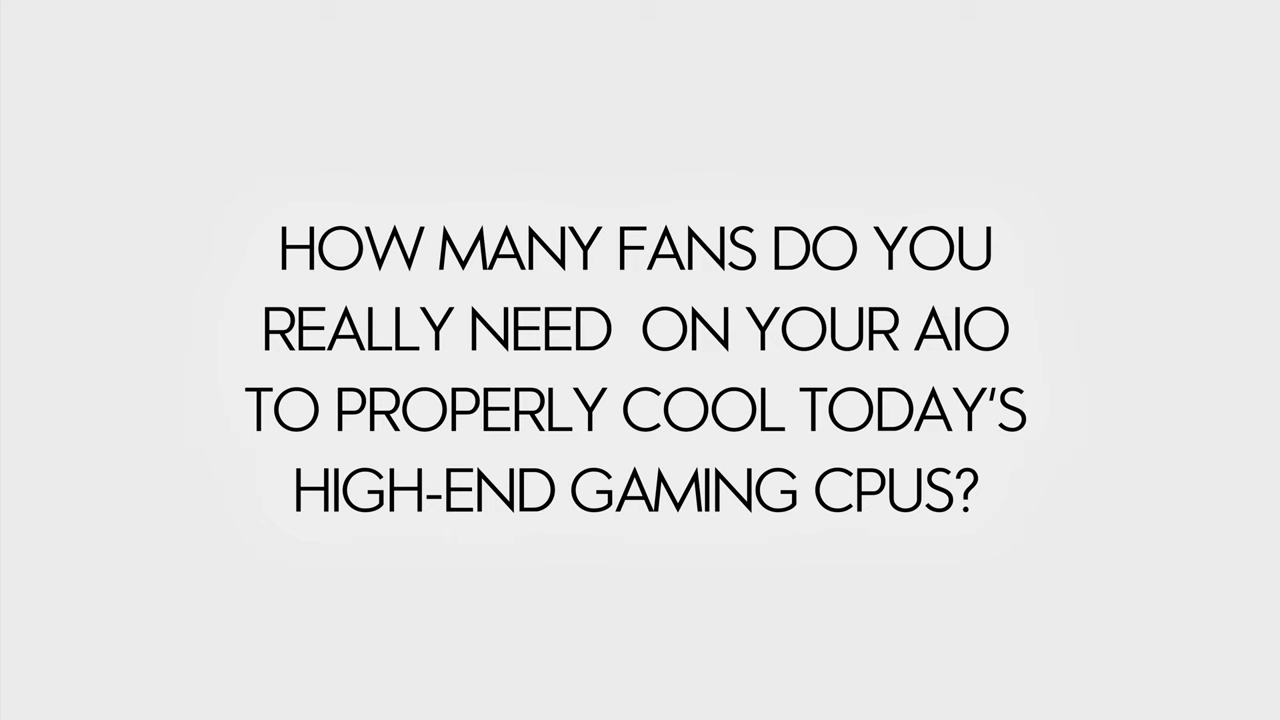 HOW MANY FANS DO YOU
REALLY NEED  ON YOUR AIO
TO PROPERLY COOL TODAY'S
HIGH-END GAMING CPUS?